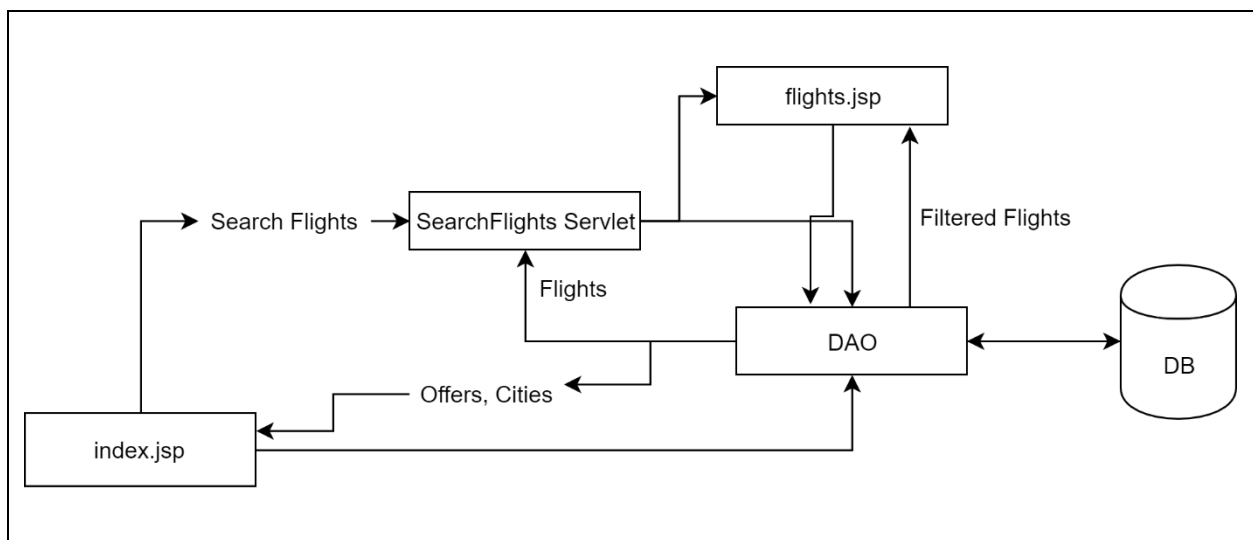 flights.jsp
Search Flights
SearchFlights Servlet
Filtered Flights
Flights
DAO
DB
Offers, Cities
index.jsp